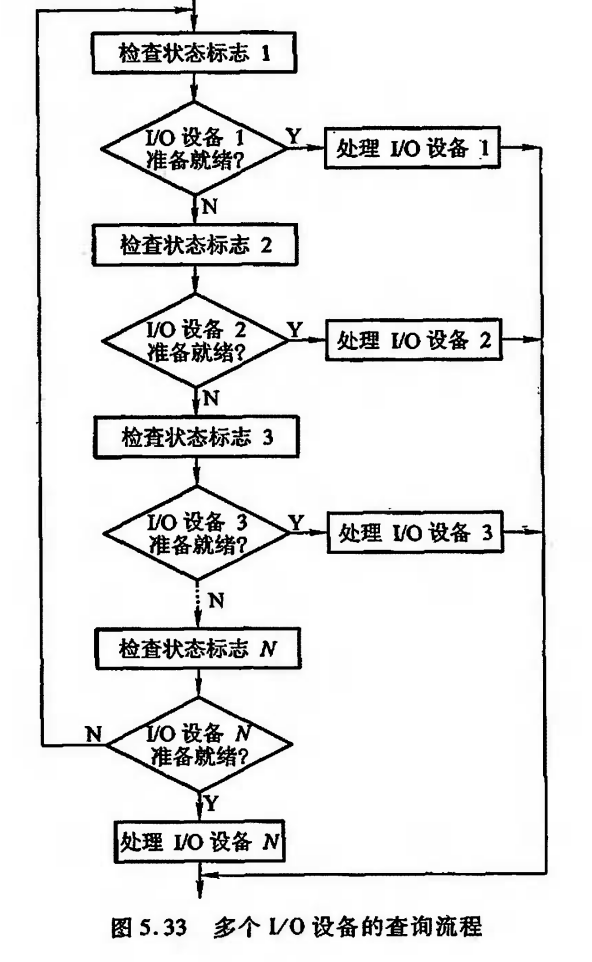 检查状态标志 1
I/O 设备 1
准备就绪?
Y
处理 I/O 设备 1
N
检查状态标志 2
I/O 设备 2
准备就绪?
Y
处理 I/O 设备 2
N
检查状态标志 3
I/O 设备 3
准备就绪?
Y
处理 I/O 设备 3
N
检查状态标志 N
N
I/O 设备 N
准备就绪?
Y
处理 I/O 设备 N
图 5.33 多个 I/O 设备的查询流程